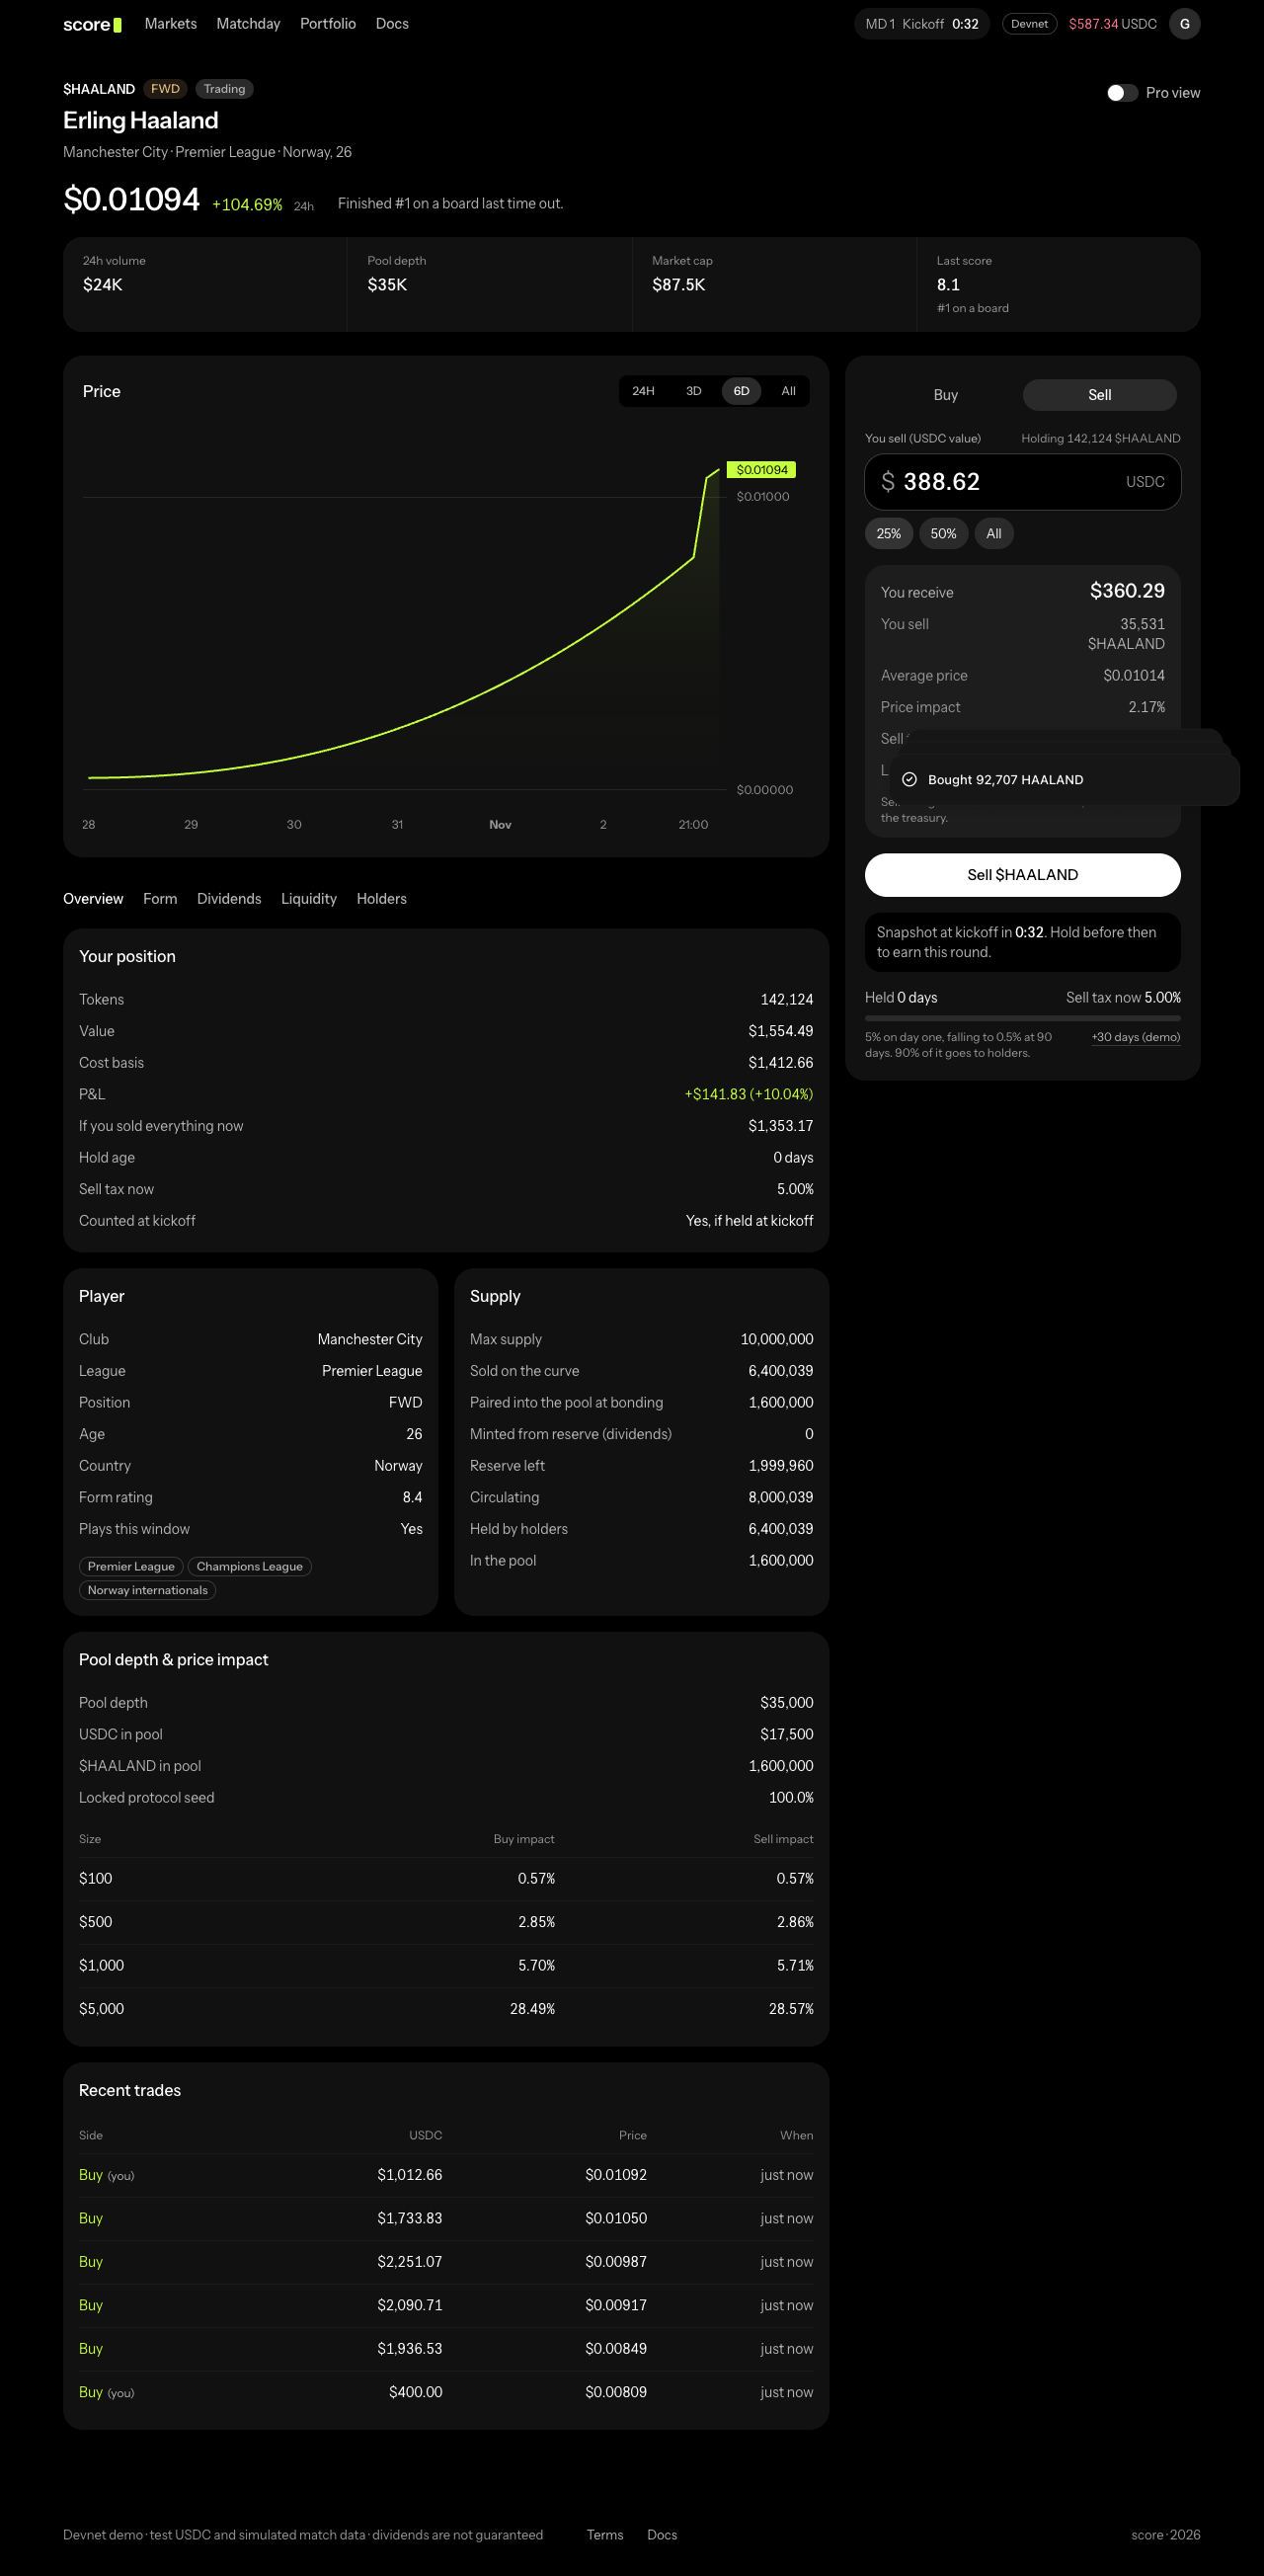 score
Markets Matchday Portfolio Docs
MD 1 Kickoff 0:32
Devnet
$587.34 USDC
G
$HAALAND FWD Trading
Pro view
Erling Haaland
Manchester City · Premier League · Norway, 26
$0.01094 +104.69% 24h Finished #1 on a board last time out.
24h volume
$24K
Pool depth
$35K
Market cap
$87.5K
Last score
8.1
#1 on a board
Price
24H 3D 6D All
$0.01094
$0.01000
$0.00000
28 29 30 31 Nov 2 21:00
Buy Sell
You sell (USDC value) Holding 142,124 $HAALAND
$ 388.62 USDC
25% 50% All
You receive $360.29
You sell 35,531
$HAALAND
Average price $0.01014
Price impact 2.17%
Sell
L
Bought 92,707 HAALAND
the treasury.
Sell $HAALAND
Snapshot at kickoff in 0:32. Hold before then
to earn this round.
Held 0 days Sell tax now 5.00%
5% on day one, falling to 0.5% at 90
days. 90% of it goes to holders.
+30 days (demo)
Overview Form Dividends Liquidity Holders
Your position
Tokens 142,124
Value $1,554.49
Cost basis $1,412.66
P&L +$141.83 (+10.04%)
If you sold everything now $1,353.17
Hold age 0 days
Sell tax now 5.00%
Counted at kickoff Yes, if held at kickoff
Player
Club Manchester City
League Premier League
Position FWD
Age 26
Country Norway
Form rating 8.4
Plays this window Yes
Premier League Champions League
Norway internationals
Supply
Max supply 10,000,000
Sold on the curve 6,400,039
Paired into the pool at bonding 1,600,000
Minted from reserve (dividends) 0
Reserve left 1,999,960
Circulating 8,000,039
Held by holders 6,400,039
In the pool 1,600,000
Pool depth & price impact
Pool depth $35,000
USDC in pool $17,500
$HAALAND in pool 1,600,000
Locked protocol seed 100.0%
Size Buy impact Sell impact
$100 0.57% 0.57%
$500 2.85% 2.86%
$1,000 5.70% 5.71%
$5,000 28.49% 28.57%
Recent trades
Side USDC Price When
Buy (you) $1,012.66 $0.01092 just now
Buy $1,733.83 $0.01050 just now
Buy $2,251.07 $0.00987 just now
Buy $2,090.71 $0.00917 just now
Buy $1,936.53 $0.00849 just now
Buy (you) $400.00 $0.00809 just now
Devnet demo · test USDC and simulated match data · dividends are not guaranteed Terms Docs score · 2026